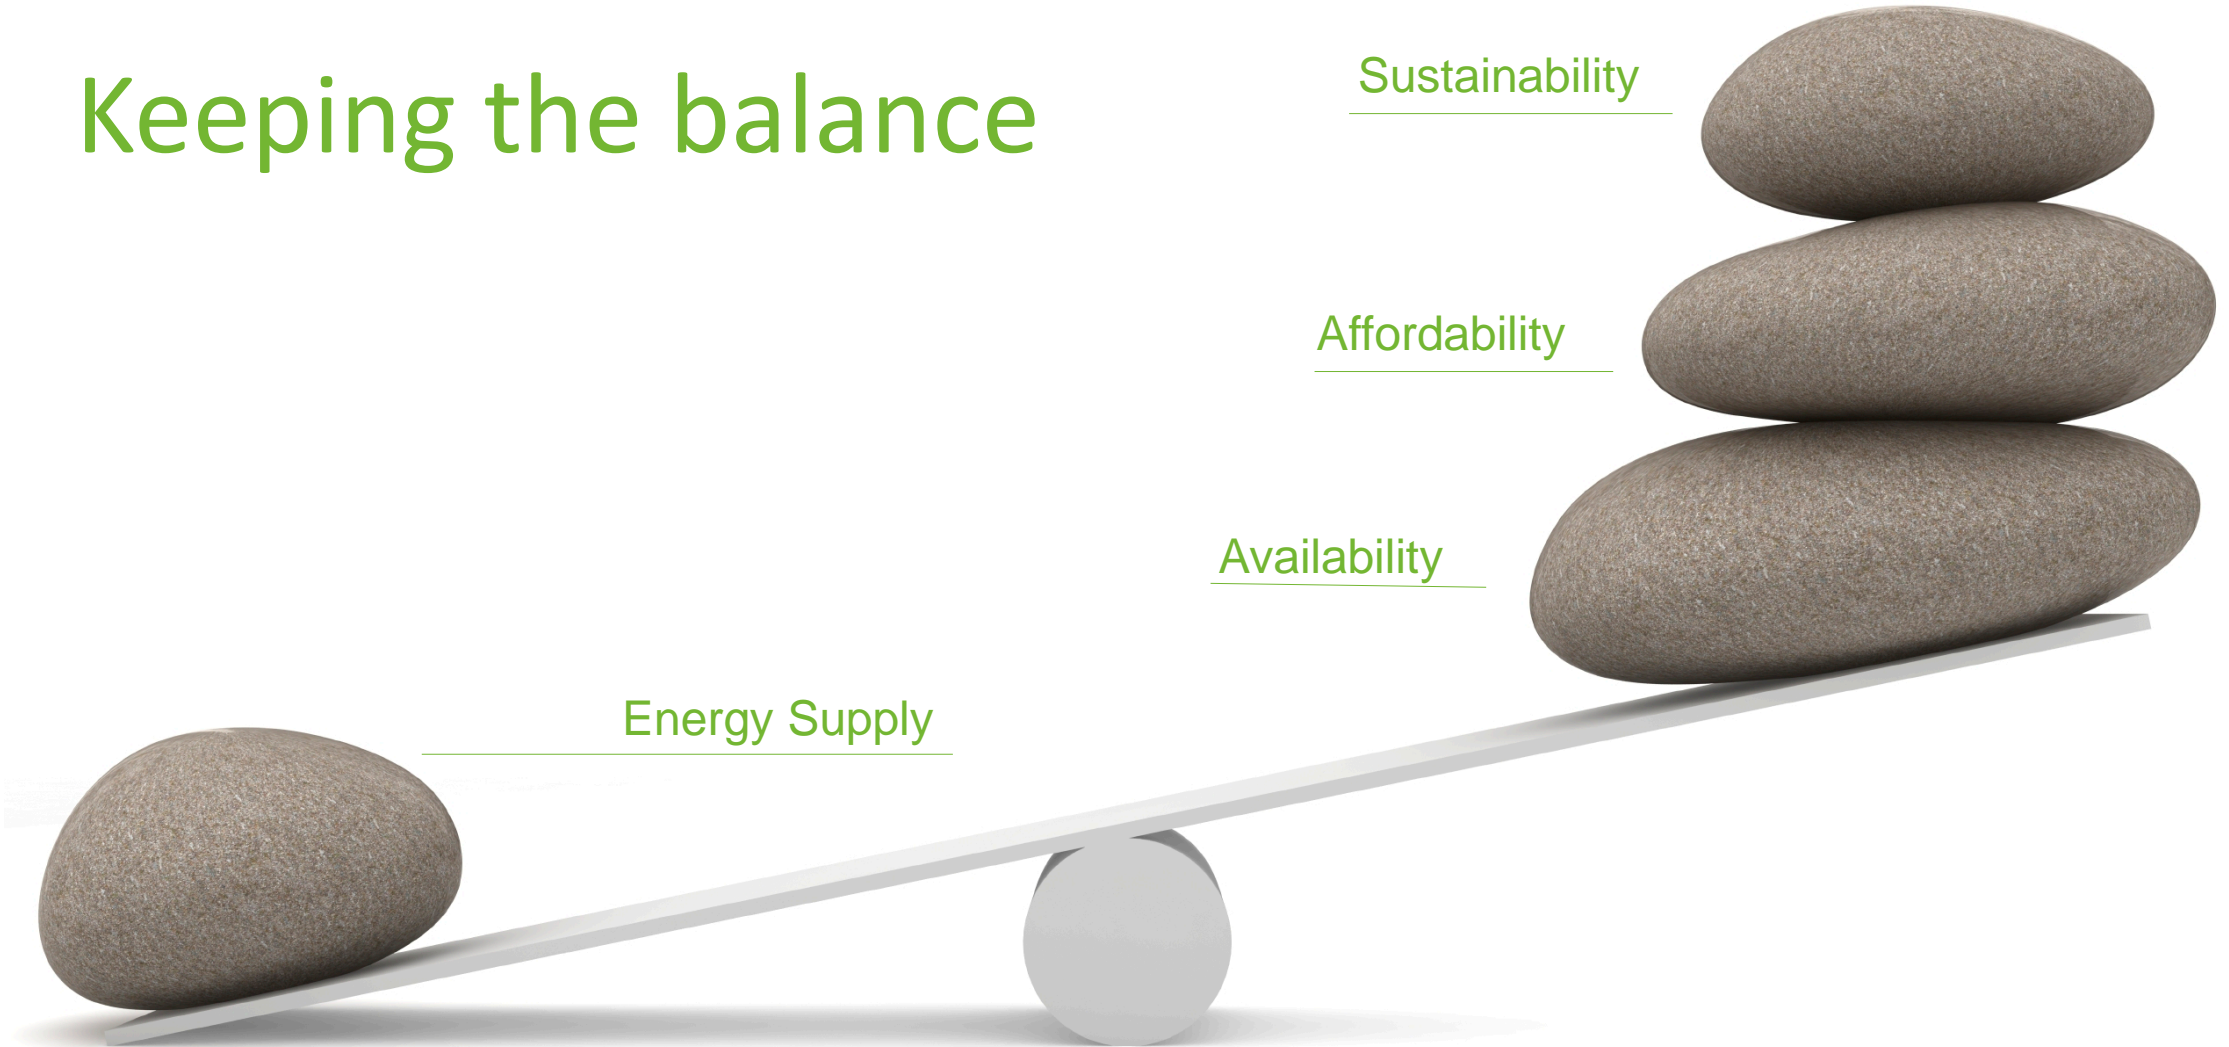 Keeping the balance
Sustainability
Affordability
Availability
Energy Supply